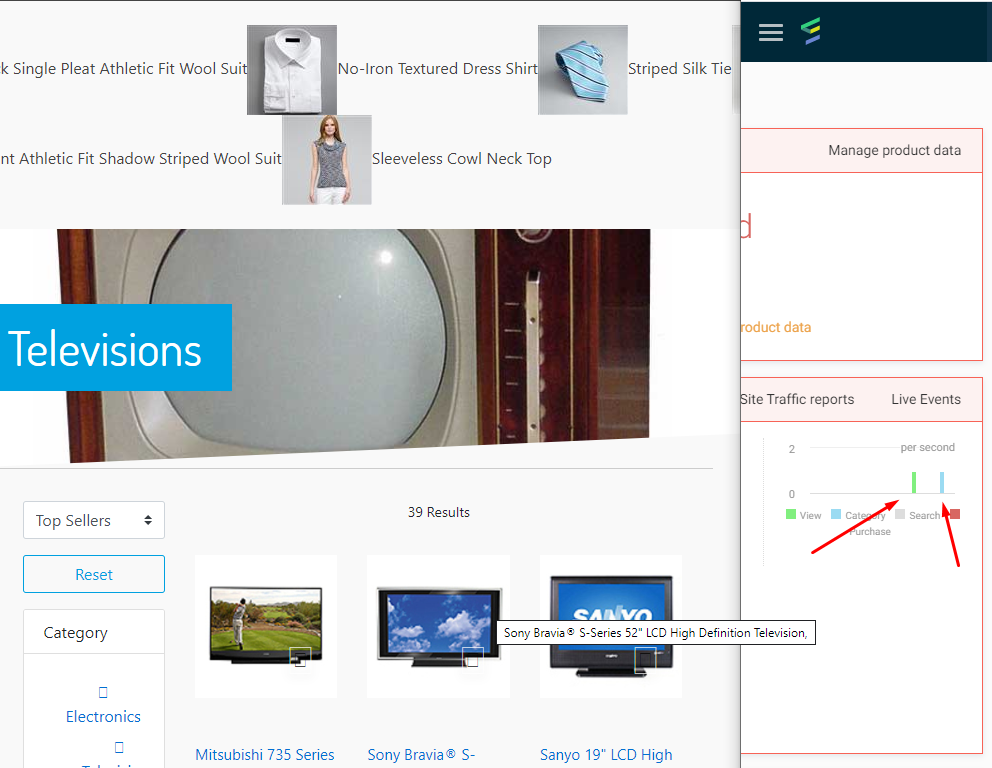 k Single Pleat Athletic Fit Wool Suit
No-Iron Textured Dress Shirt
Striped Silk Tie
nt Athletic Fit Shadow Striped Wool Suit
Sleeveless Cowl Neck Top
Televisions
Top Sellers
39 Results
Reset
Category
Electronics
SANYO
Sony Bravia® S-Series 52" LCD High Definition Television,
Mitsubishi 735 Series
Sony Bravia® S-
Sanyo 19" LCD High
Manage product data
d
roduct data
Site Traffic reports
Live Events
2
per second
0
View
Category
Search
Purchase